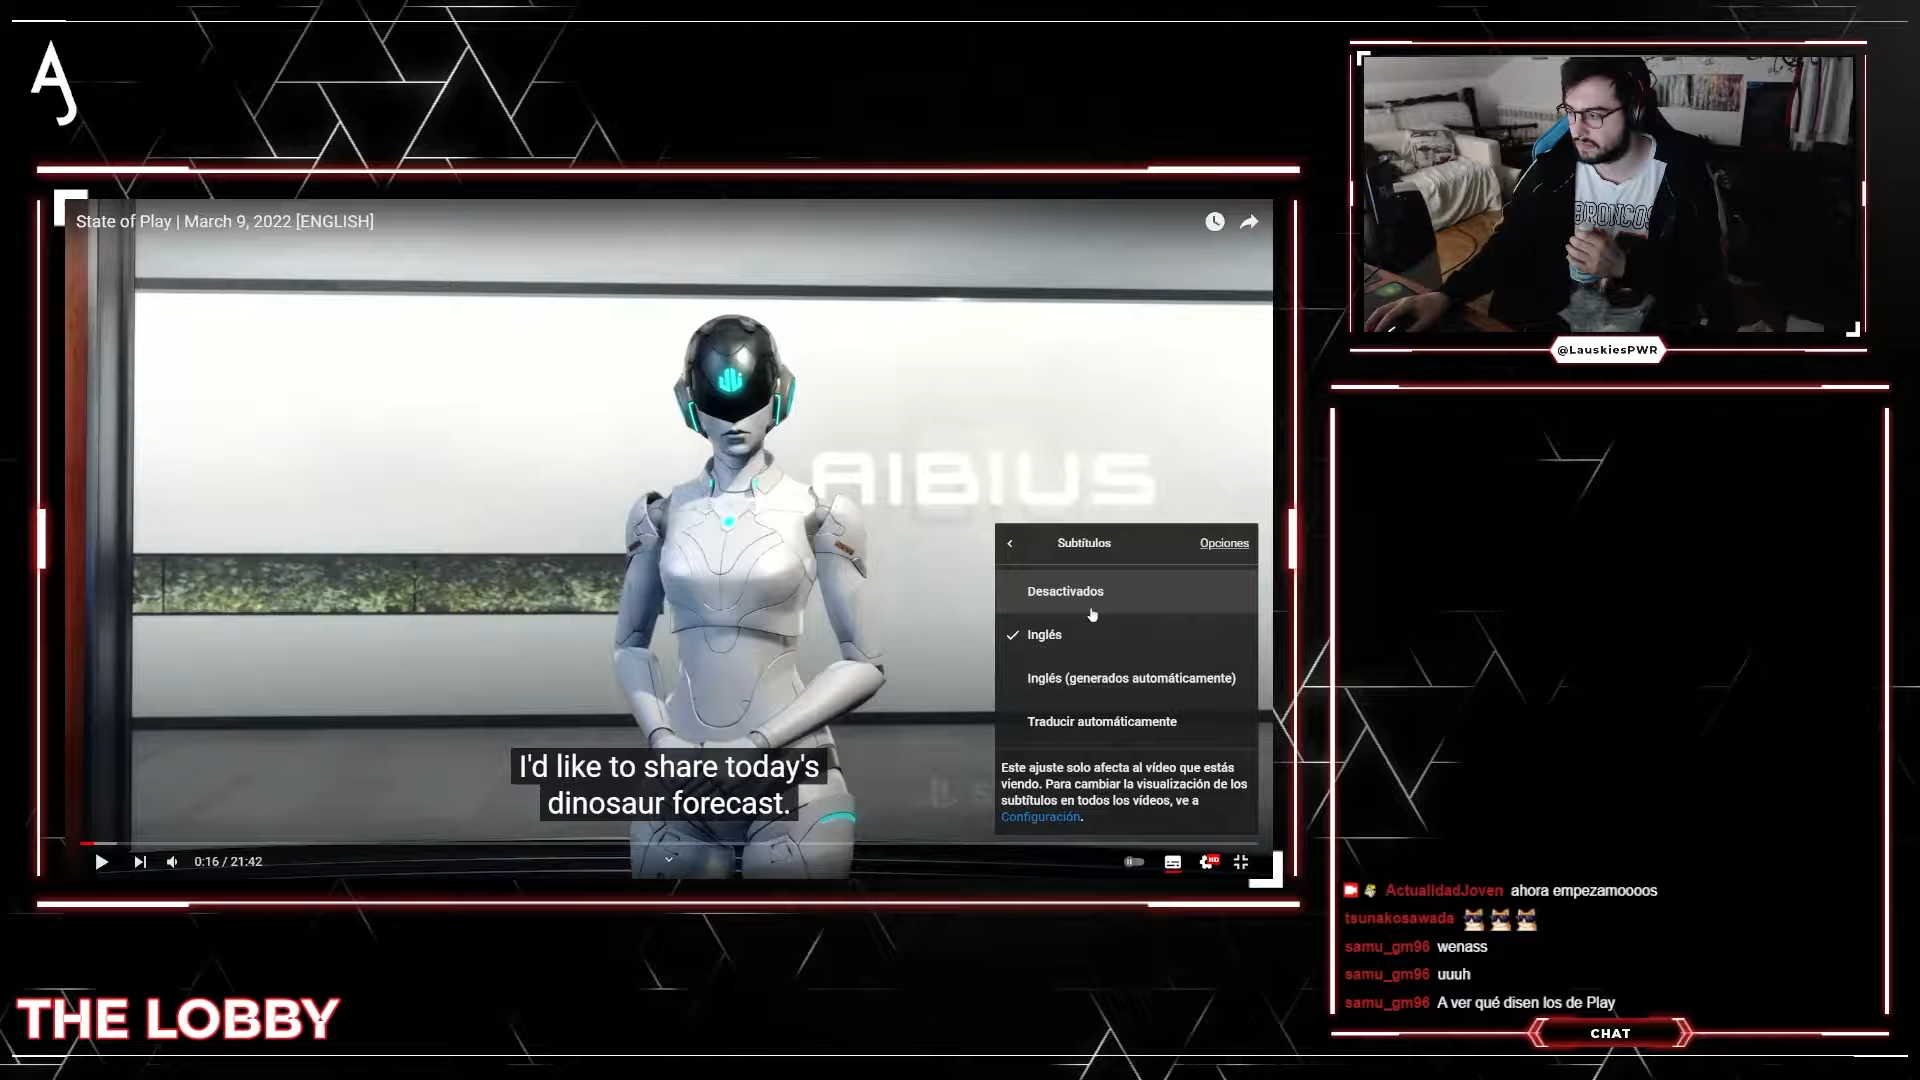 AJ
State of Play | March 9, 2022 [ENGLISH]
AIBIUS
Subtítulos
Opciones
Desactivados
Inglés
Inglés (generados automáticamente)
Traducir automáticamente
Este ajuste solo afecta al vídeo que estás
viendo. Para cambiar la visualización de los
subtítulos en todos los vídeos, ve a
Configuración.
I'd like to share today's
dinosaur forecast.
0:16 / 21:42
HD
BRONCOS
@LauskiesPWR
ActualidadJoven ahora empezamoooos
tsunakosawada
samu_gm96 wenass
samu_gm96 uuuh
samu_gm96 A ver qué disen los de Play
CHAT
THE LOBBY